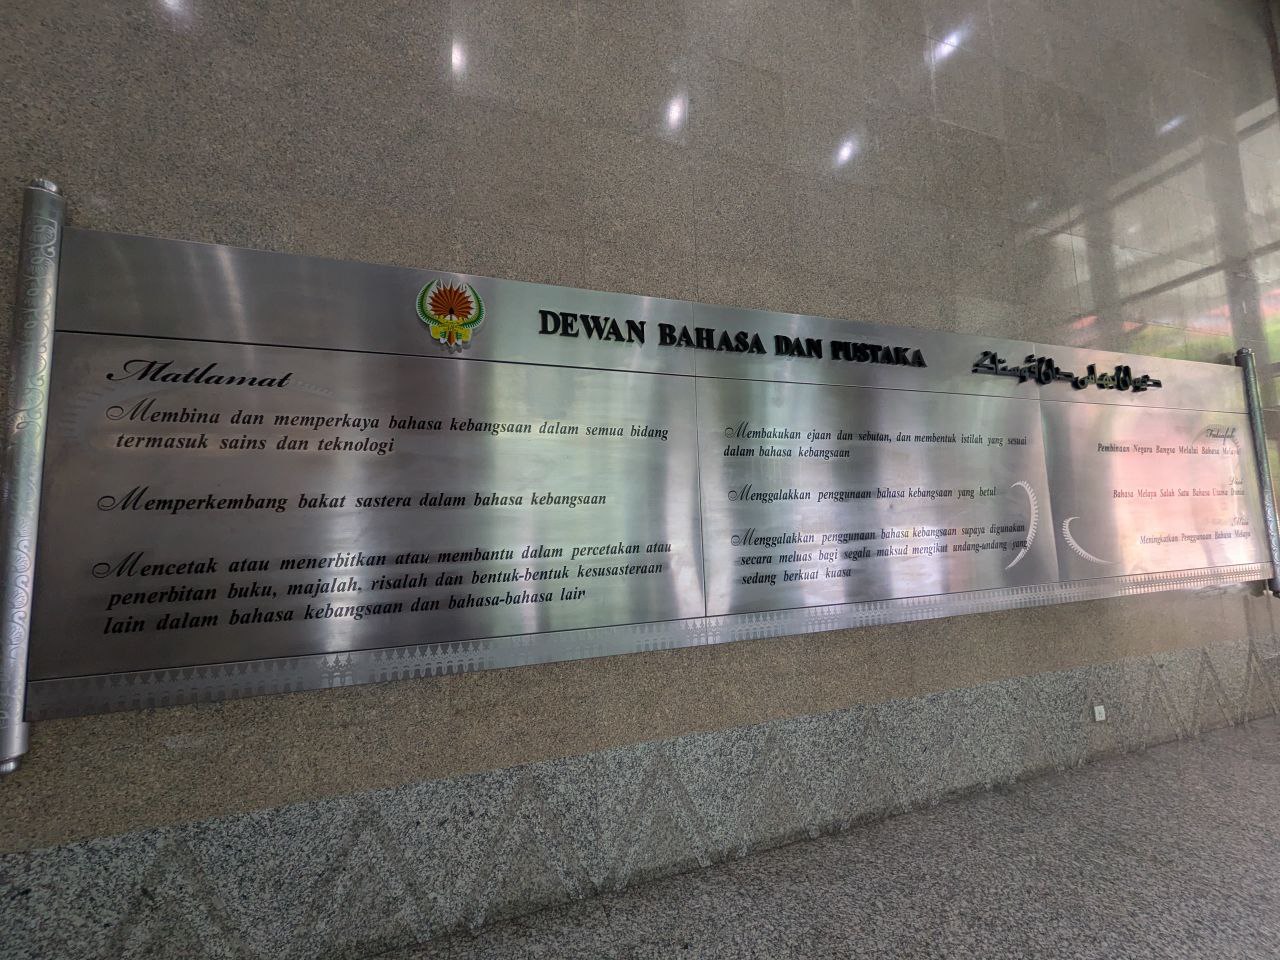 DEWAN BAHASA DAN PUSTAKA
ديوان بهاس دان ڤوستاک
Matlamat
Membina dan memperkaya bahasa kebangsaan dalam semua bidang
termasuk sains dan teknologi
Memperkembang bakat sastera dalam bahasa kebangsaan
Mencetak atau menerbitkan atau membantu dalam percetakan atau
penerbitan buku, majalah, risalah dan bentuk-bentuk kesusasteraan
lain dalam bahasa kebangsaan dan bahasa-bahasa lain
Membakukan ejaan dan sebutan, dan membentuk istilah yang sesuai
dalam bahasa kebangsaan
Menggalakkan penggunaan bahasa kebangsaan yang betul
Menggalakkan penggunaan bahasa kebangsaan supaya digunakan
secara meluas bagi segala maksud mengikut undang-undang yang
sedang berkuat kuasa
Falsafah
Pembinaan Negara Bangsa Melalui Bahasa Melayu
Bahasa Melayu Salah Satu Bahasa Utama Dunia
Meningkatkan Penggunaan Bahasa Melayu